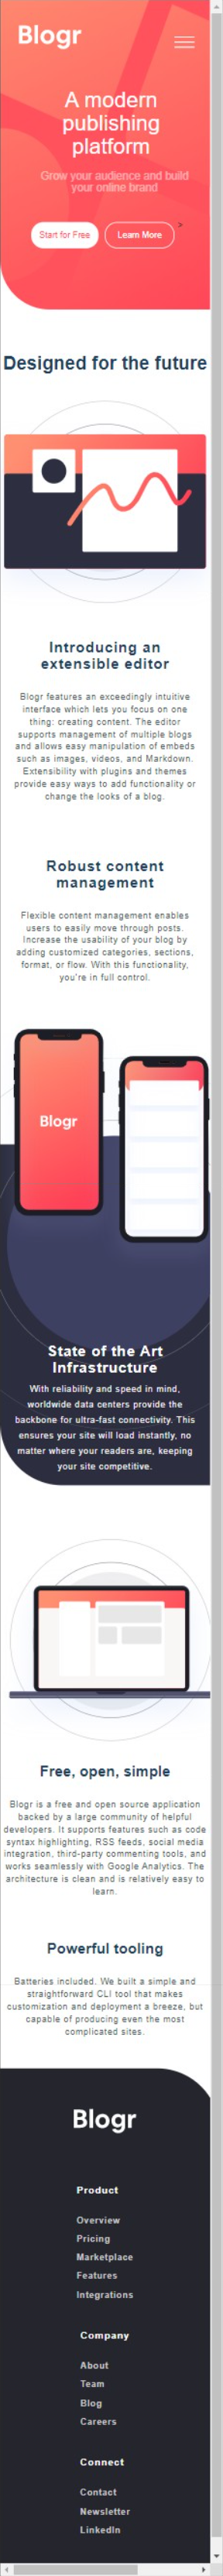 Blogr
A modern
publishing
platform
Grow your audience and build
your online brand
Start for Free
Learn More
>
Designed for the future
Introducing an
extensible editor
Blogr features an exceedingly intuitive
interface which lets you focus on one
thing: creating content. The editor
supports management of multiple blogs
and allows easy manipulation of embeds
such as images, videos, and Markdown.
Extensibility with plugins and themes
provide easy ways to add functionality or
change the looks of a blog.
Robust content
management
Flexible content management enables
users to easily move through posts.
Increase the usability of your blog by
adding customized categories, sections,
format, or flow. With this functionality,
you're in full control.
Blogr
State of the Art
Infrastructure
With reliability and speed in mind,
worldwide data centers provide the
backbone for ultra-fast connectivity. This
ensures your site will load instantly, no
matter where your readers are, keeping
your site competitive.
Free, open, simple
Blogr is a free and open source application
backed by a large community of helpful
developers. It supports features such as code
syntax highlighting, RSS feeds, social media
integration, third-party commenting tools, and
works seamlessly with Google Analytics. The
architecture is clean and is relatively easy to
learn.
Powerful tooling
Batteries included. We built a simple and
straightforward CLI tool that makes
customization and deployment a breeze, but
capable of producing even the most
complicated sites.
Blogr
Product
Overview
Pricing
Marketplace
Features
Integrations
Company
About
Team
Blog
Careers
Connect
Contact
Newsletter
LinkedIn